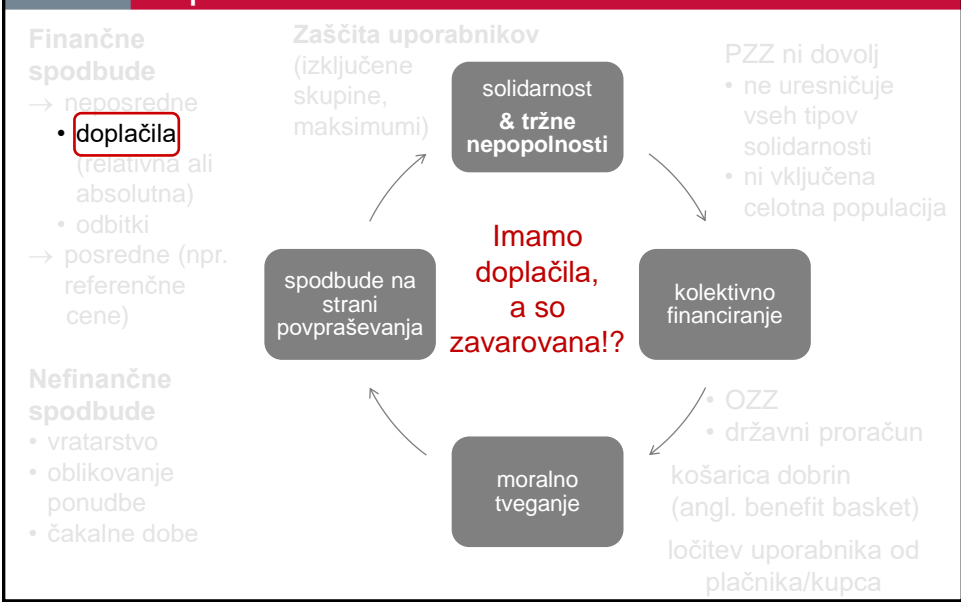 Finančne
spodbude
→ neposredne
• doplačila
(relativna ali
absolutna)
• odbitki
→ posredne (npr.
referenčne
cene)
Nefinančne
spodbude
• vratarstvo
• oblikovanje
ponudbe
• čakalne dobe
Zaščita uporabnikov
(izključene
skupine,
maksimumi)
solidarnost
& tržne
nepopolnosti
spodbude na
strani
povpraševanja
Imamo
doplačila,
a so
zavarovana!?
kolektivno
financiranje
moralno
tveganje
PZZ ni dovolj
• ne uresničuje
vseh tipov
solidarnosti
• ni vključena
celotna populacija
• OZZ
• državni proračun
košarica dobrin
(angl. benefit basket)
ločitev uporabnika od
plačnika/kupca